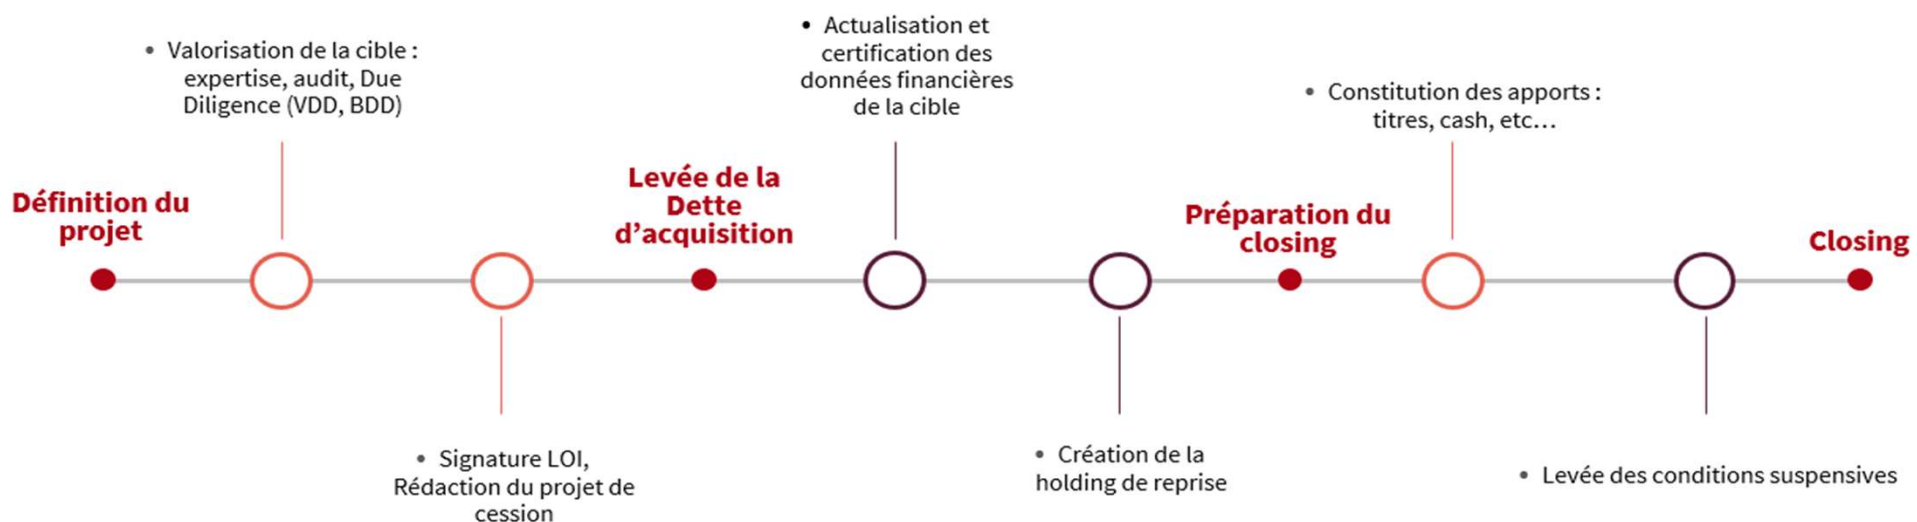 Définition du
projet
• Valorisation de la cible :
expertise, audit, Due
Diligence (VDD, BDD)
• Signature LOI,
Rédaction du projet de
cession
Levée de la
Dette
d’acquisition
• Actualisation et
certification des
données financières
de la cible
• Création de la
holding de reprise
Préparation du
closing
• Constitution des apports :
titres, cash, etc…
• Levée des conditions suspensives
Closing